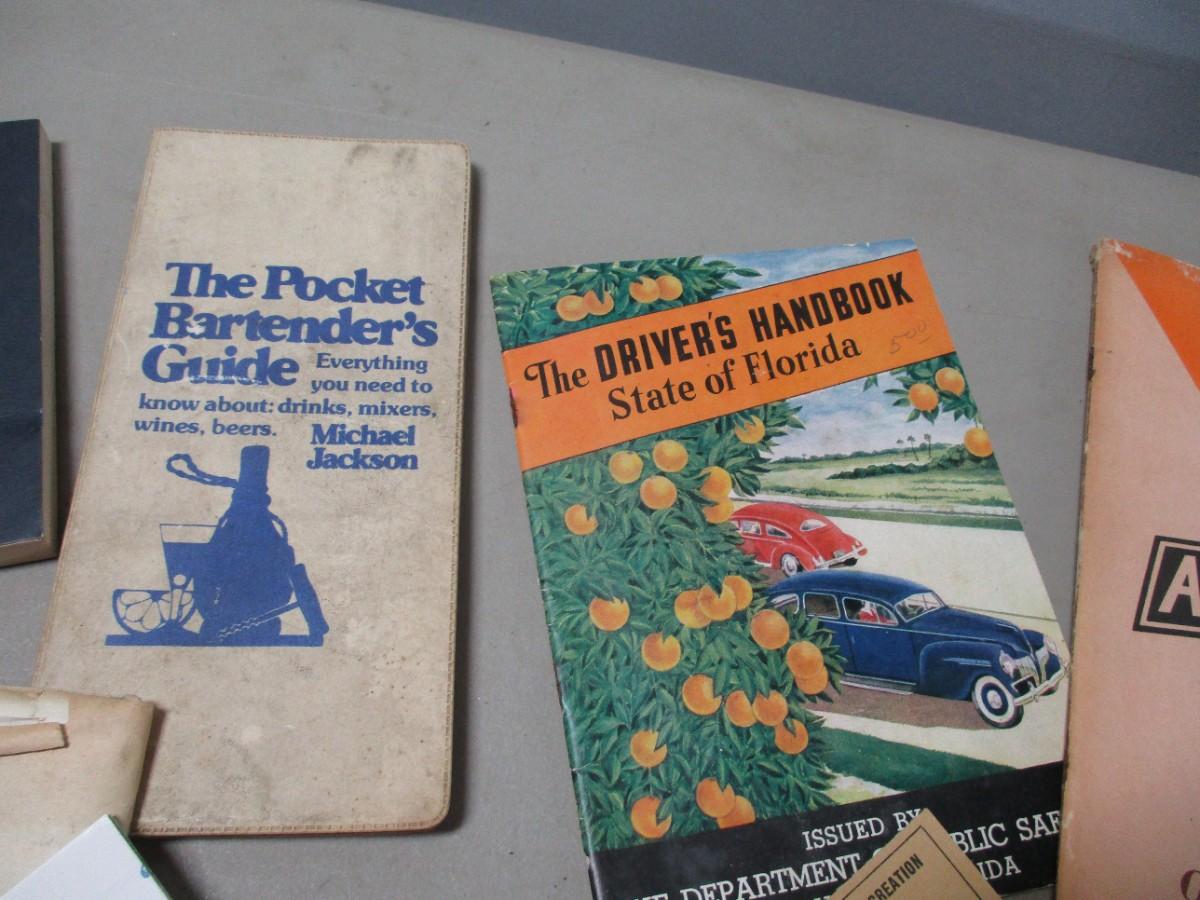 The Pocket
Bartender's
Guide Everything
you need to
know about: drinks, mixers,
wines, beers. Michael
Jackson
The DRIVER'S HANDBOOK
State of Florida
500
ISSUED BY
DEPARTMENT
CREATION
A